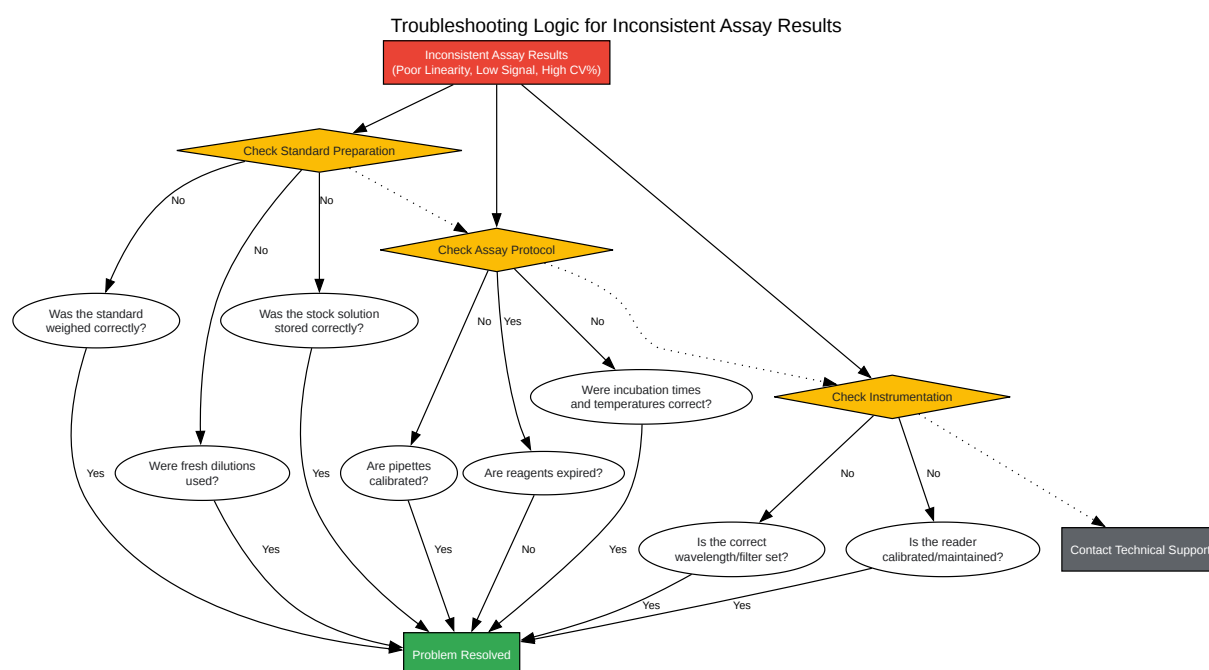 Troubleshooting Logic for Inconsistent Assay Results
Inconsistent Assay Results
(Poor Linearity, Low Signal, High CV%)
Check Standard Preparation
No
No
No
Check Assay Protocol
Was the standard
weighed correctly?
Was the stock solution
stored correctly?
No
Yes
No
Were incubation times
and temperatures correct?
Check Instrumentation
Yes
Were fresh dilutions
used?
Yes
Are pipettes
calibrated?
Are reagents expired?
No
No
Yes
Yes
No
Yes
Is the correct
wavelength/filter set?
Is the reader
calibrated/maintained?
Contact Technical Support
Yes
Yes
Problem Resolved